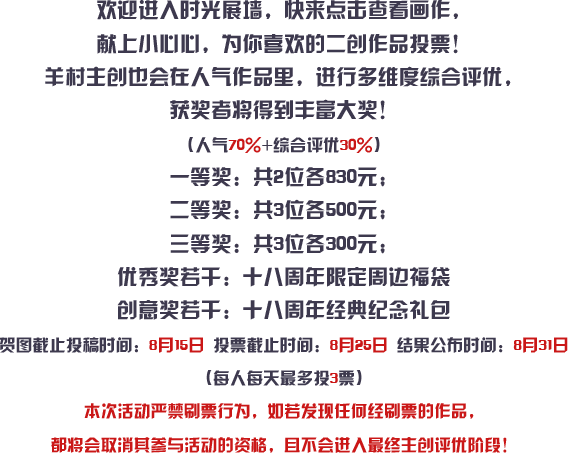 欢迎进入时光展墙，快来点击查看画作，
献上小心心，为你喜欢的二创作品投票！
羊村主创也会在人气作品里，进行多维度综合评优，
获奖者将得到丰富大奖！
（人气70%+综合评优30%）
一等奖：共2位各830元；
二等奖：共3位各500元；
三等奖：共3位各300元；
优秀奖若干：十八周年限定周边福袋
创意奖若干：十八周年经典纪念礼包
贺图截止投稿时间：8月15日 投票截止时间：8月25日 结果公布时间：8月31日
（每人每天最多投3票）
本次活动严禁刷票行为，如若发现任何经刷票的作品，
都将会取消其参与活动的资格，且不会进入最终主创评优阶段！